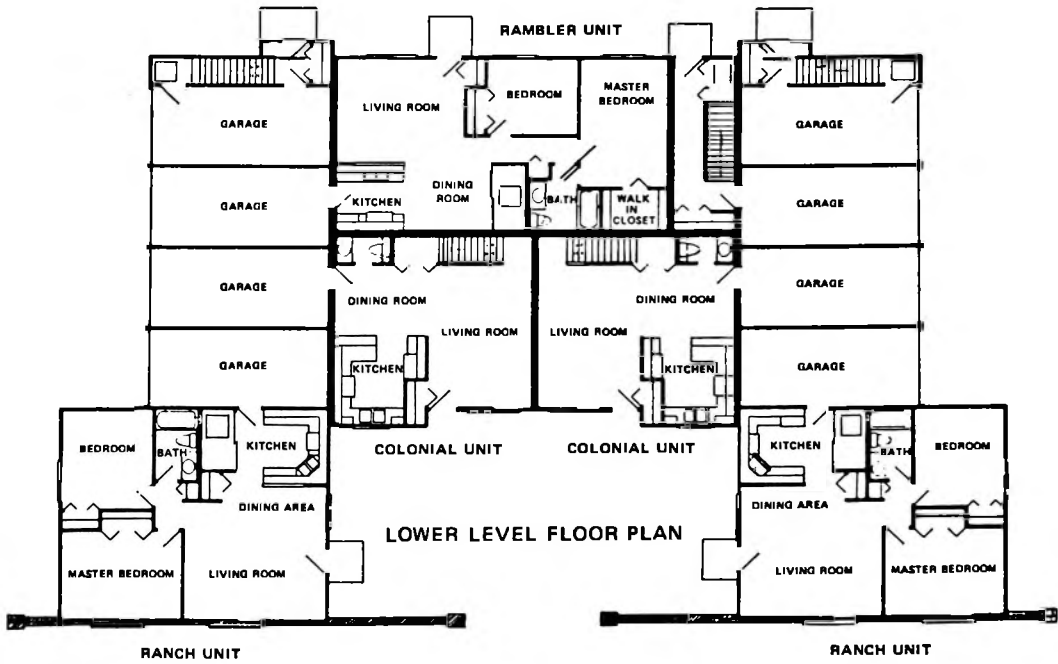 RAMBLER UNIT
LIVING ROOM
BEDROOM
MASTER
BEDROOM
GARAGE
GARAGE
GARAGE
KITCHEN
DINING
ROOM
BATH
WALK
IN
CLOSET
GARAGE
GARAGE
DINING ROOM
LIVING ROOM
KITCHEN
DINING ROOM
LIVING ROOM
KITCHEN
GARAGE
GARAGE
GARAGE
COLONIAL UNIT
COLONIAL UNIT
BEDROOM
BATH
KITCHEN
DINING AREA
MASTER BEDROOM
LIVING ROOM
LOWER LEVEL FLOOR PLAN
KITCHEN
BATH
BEDROOM
DINING AREA
LIVING ROOM
MASTER BEDROOM
RANCH UNIT
RANCH UNIT